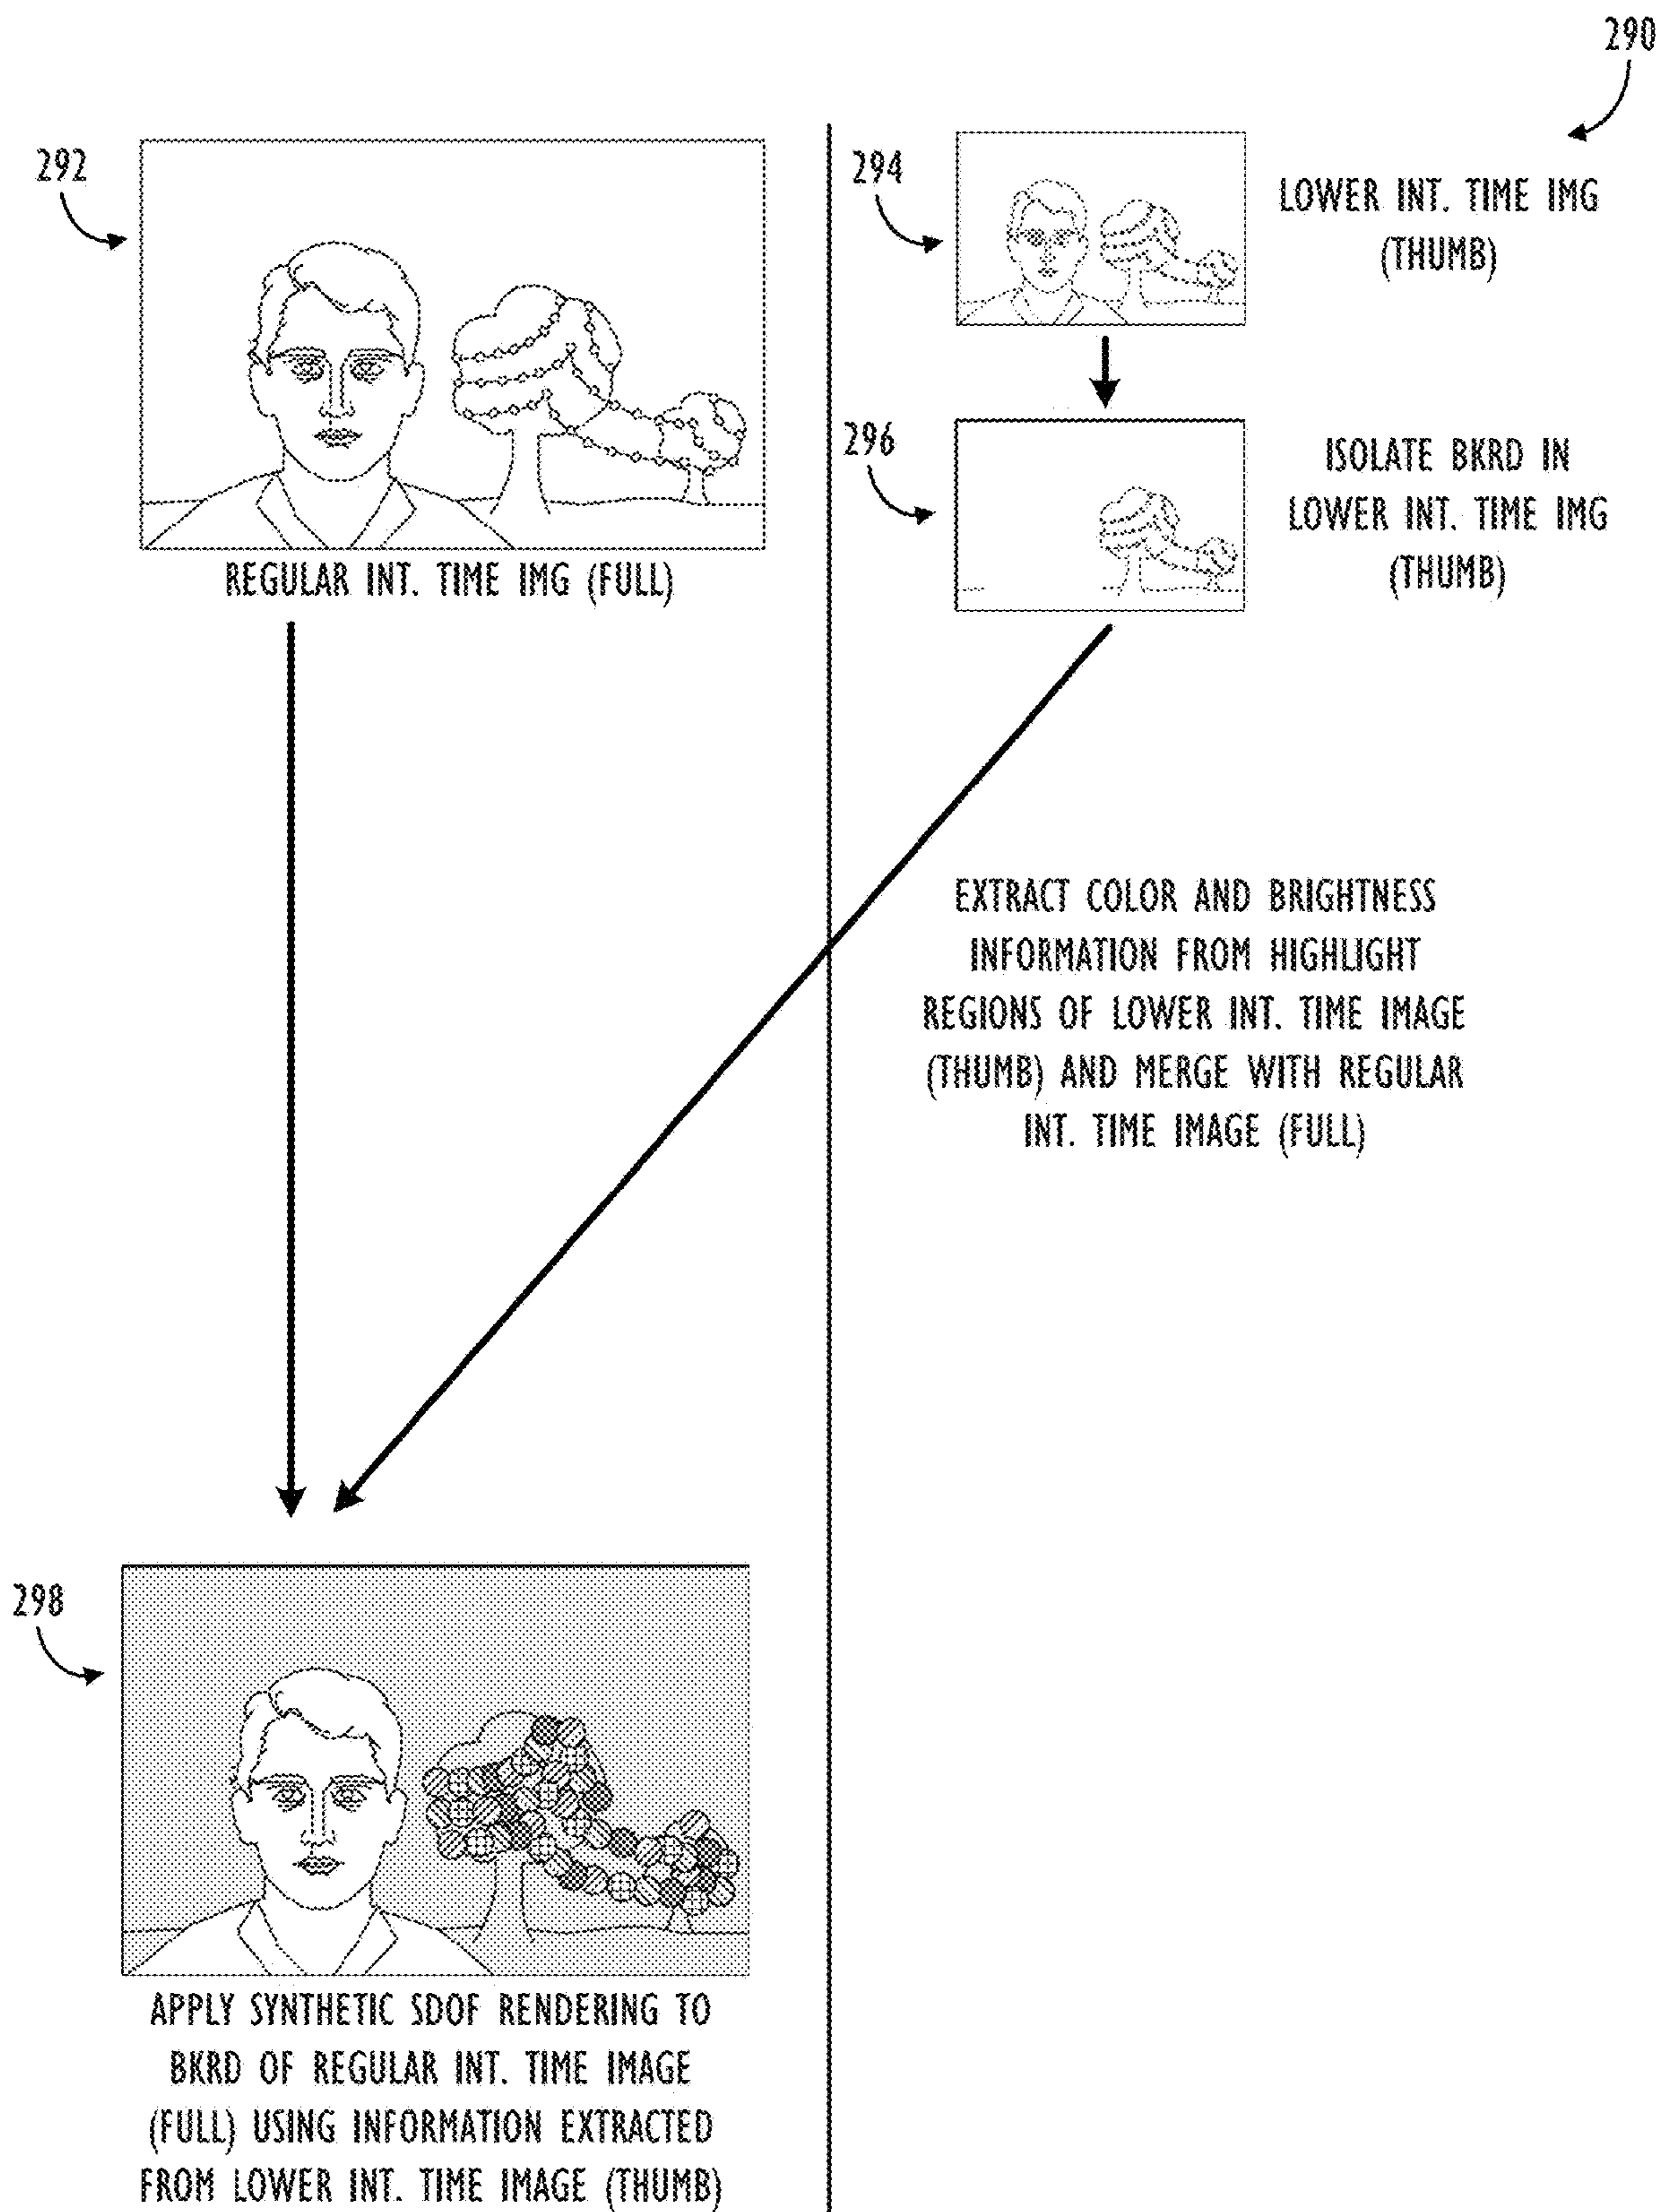 290
292
REGULAR INT. TIME IMG (FULL)
294
LOWER INT. TIME IMG
(THUMB)
296
ISOLATE BKRD IN
LOWER INT. TIME IMG
(THUMB)
EXTRACT COLOR AND BRIGHTNESS
INFORMATION FROM HIGHLIGHT
REGIONS OF LOWER INT. TIME IMAGE
(THUMB) AND MERGE WITH REGULAR
INT. TIME IMAGE (FULL)
298
APPLY SYNTHETIC SDOF RENDERING TO
BKRD OF REGULAR INT. TIME IMAGE
(FULL) USING INFORMATION EXTRACTED
FROM LOWER INT. TIME IMAGE (THUMB)